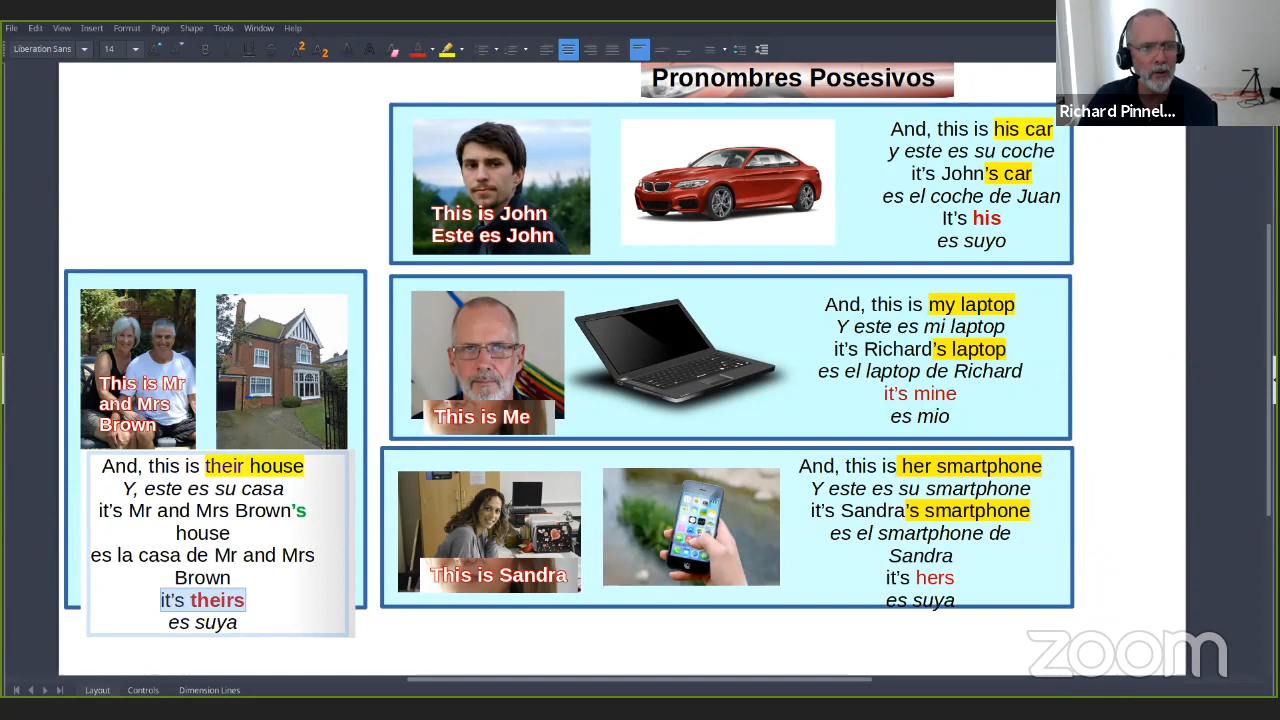 File Edit View Insert Format Page Shape Tools Window Help
Liberation Sans 14
Pronombres Posesivos
Richard Pinnel...
This is John
Este es John
And, this is his car
y este es su coche
it's John's car
es el coche de Juan
It's his
es suyo
This is Me
And, this is my laptop
Y este es mi laptop
it's Richard's laptop
es el laptop de Richard
it's mine
es mio
This is Mr
and Mrs
Brown
And, this is their house
Y, este es su casa
it's Mr and Mrs Brown's
house
es la casa de Mr and Mrs
Brown
it's theirs
es suya
This is Sandra
And, this is her smartphone
Y este es su smartphone
it's Sandra's smartphone
es el smartphone de
Sandra
it's hers
es suya
zoom
Layout Controls Dimension Lines